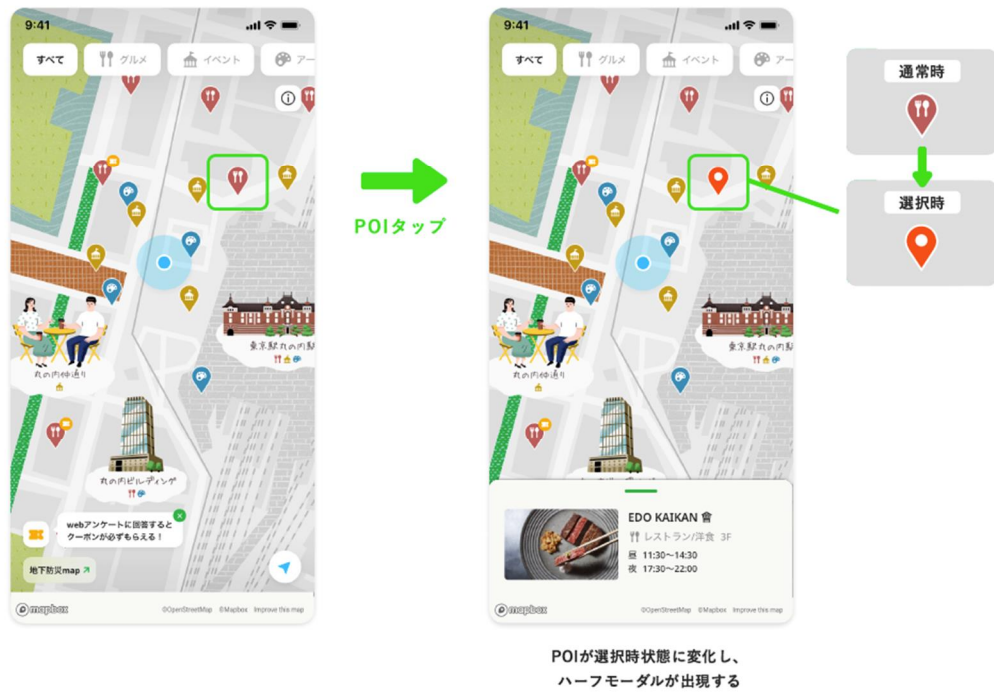 9:41
すべて
グルメ
イベント
アー
東京駅丸の内駅
丸の内仲通り
丸の内ビルディング
webアンケートに回答すると
クーポンが必ずもらえる！
地下防災map
mapbox
©OpenStreetMap ©Mapbox Improve this map
POIタップ
9:41
すべて
グルメ
イベント
アー
東京駅丸の内駅
丸の内仲通り
EDO KAIKAN 會
レストラン/洋食 3F
昼 11:30〜14:30
夜 17:30〜22:00
mapbox
©OpenStreetMap ©Mapbox Improve this map
通常時
選択時
POIが選択時状態に変化し、
ハーフモーダルが出現する